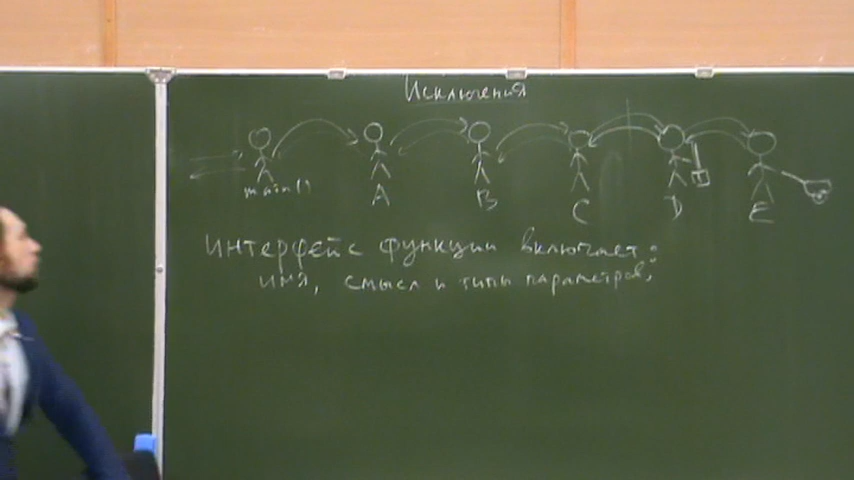 Исключения
main()
A B C D E
интерфейс функции включает:
имя, смысл и типы параметров;